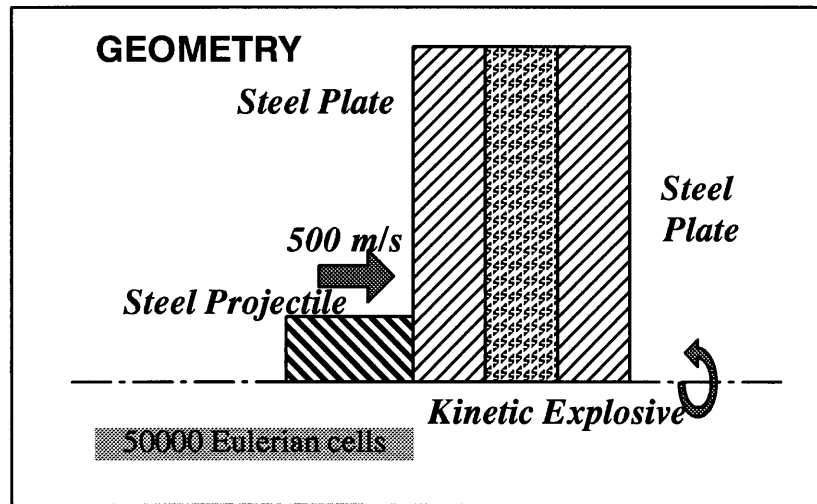 GEOMETRY
Steel Plate
Steel
Plate
500 m/s
Steel Projectile
Kinetic Explosive
50000 Eulerian cells